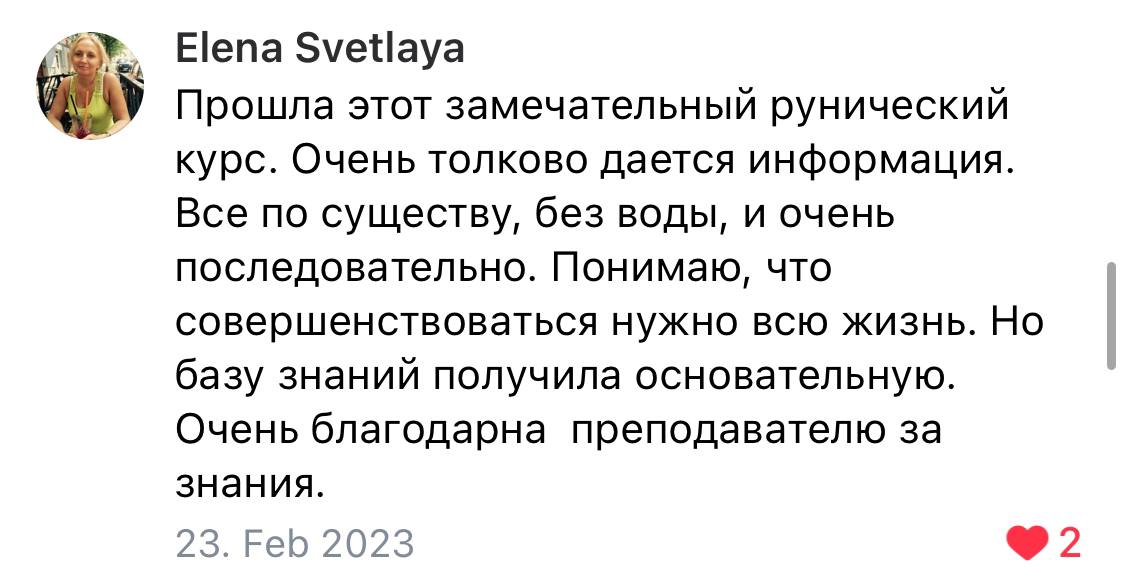 Elena Svetlaya
Прошла этот замечательный рунический
курс. Очень толково дается информация.
Все по существу, без воды, и очень
последовательно. Понимаю, что
совершенствоваться нужно всю жизнь. Но
базу знаний получила основательную.
Очень благодарна  преподавателю за
знания.
23. Feb 2023
2